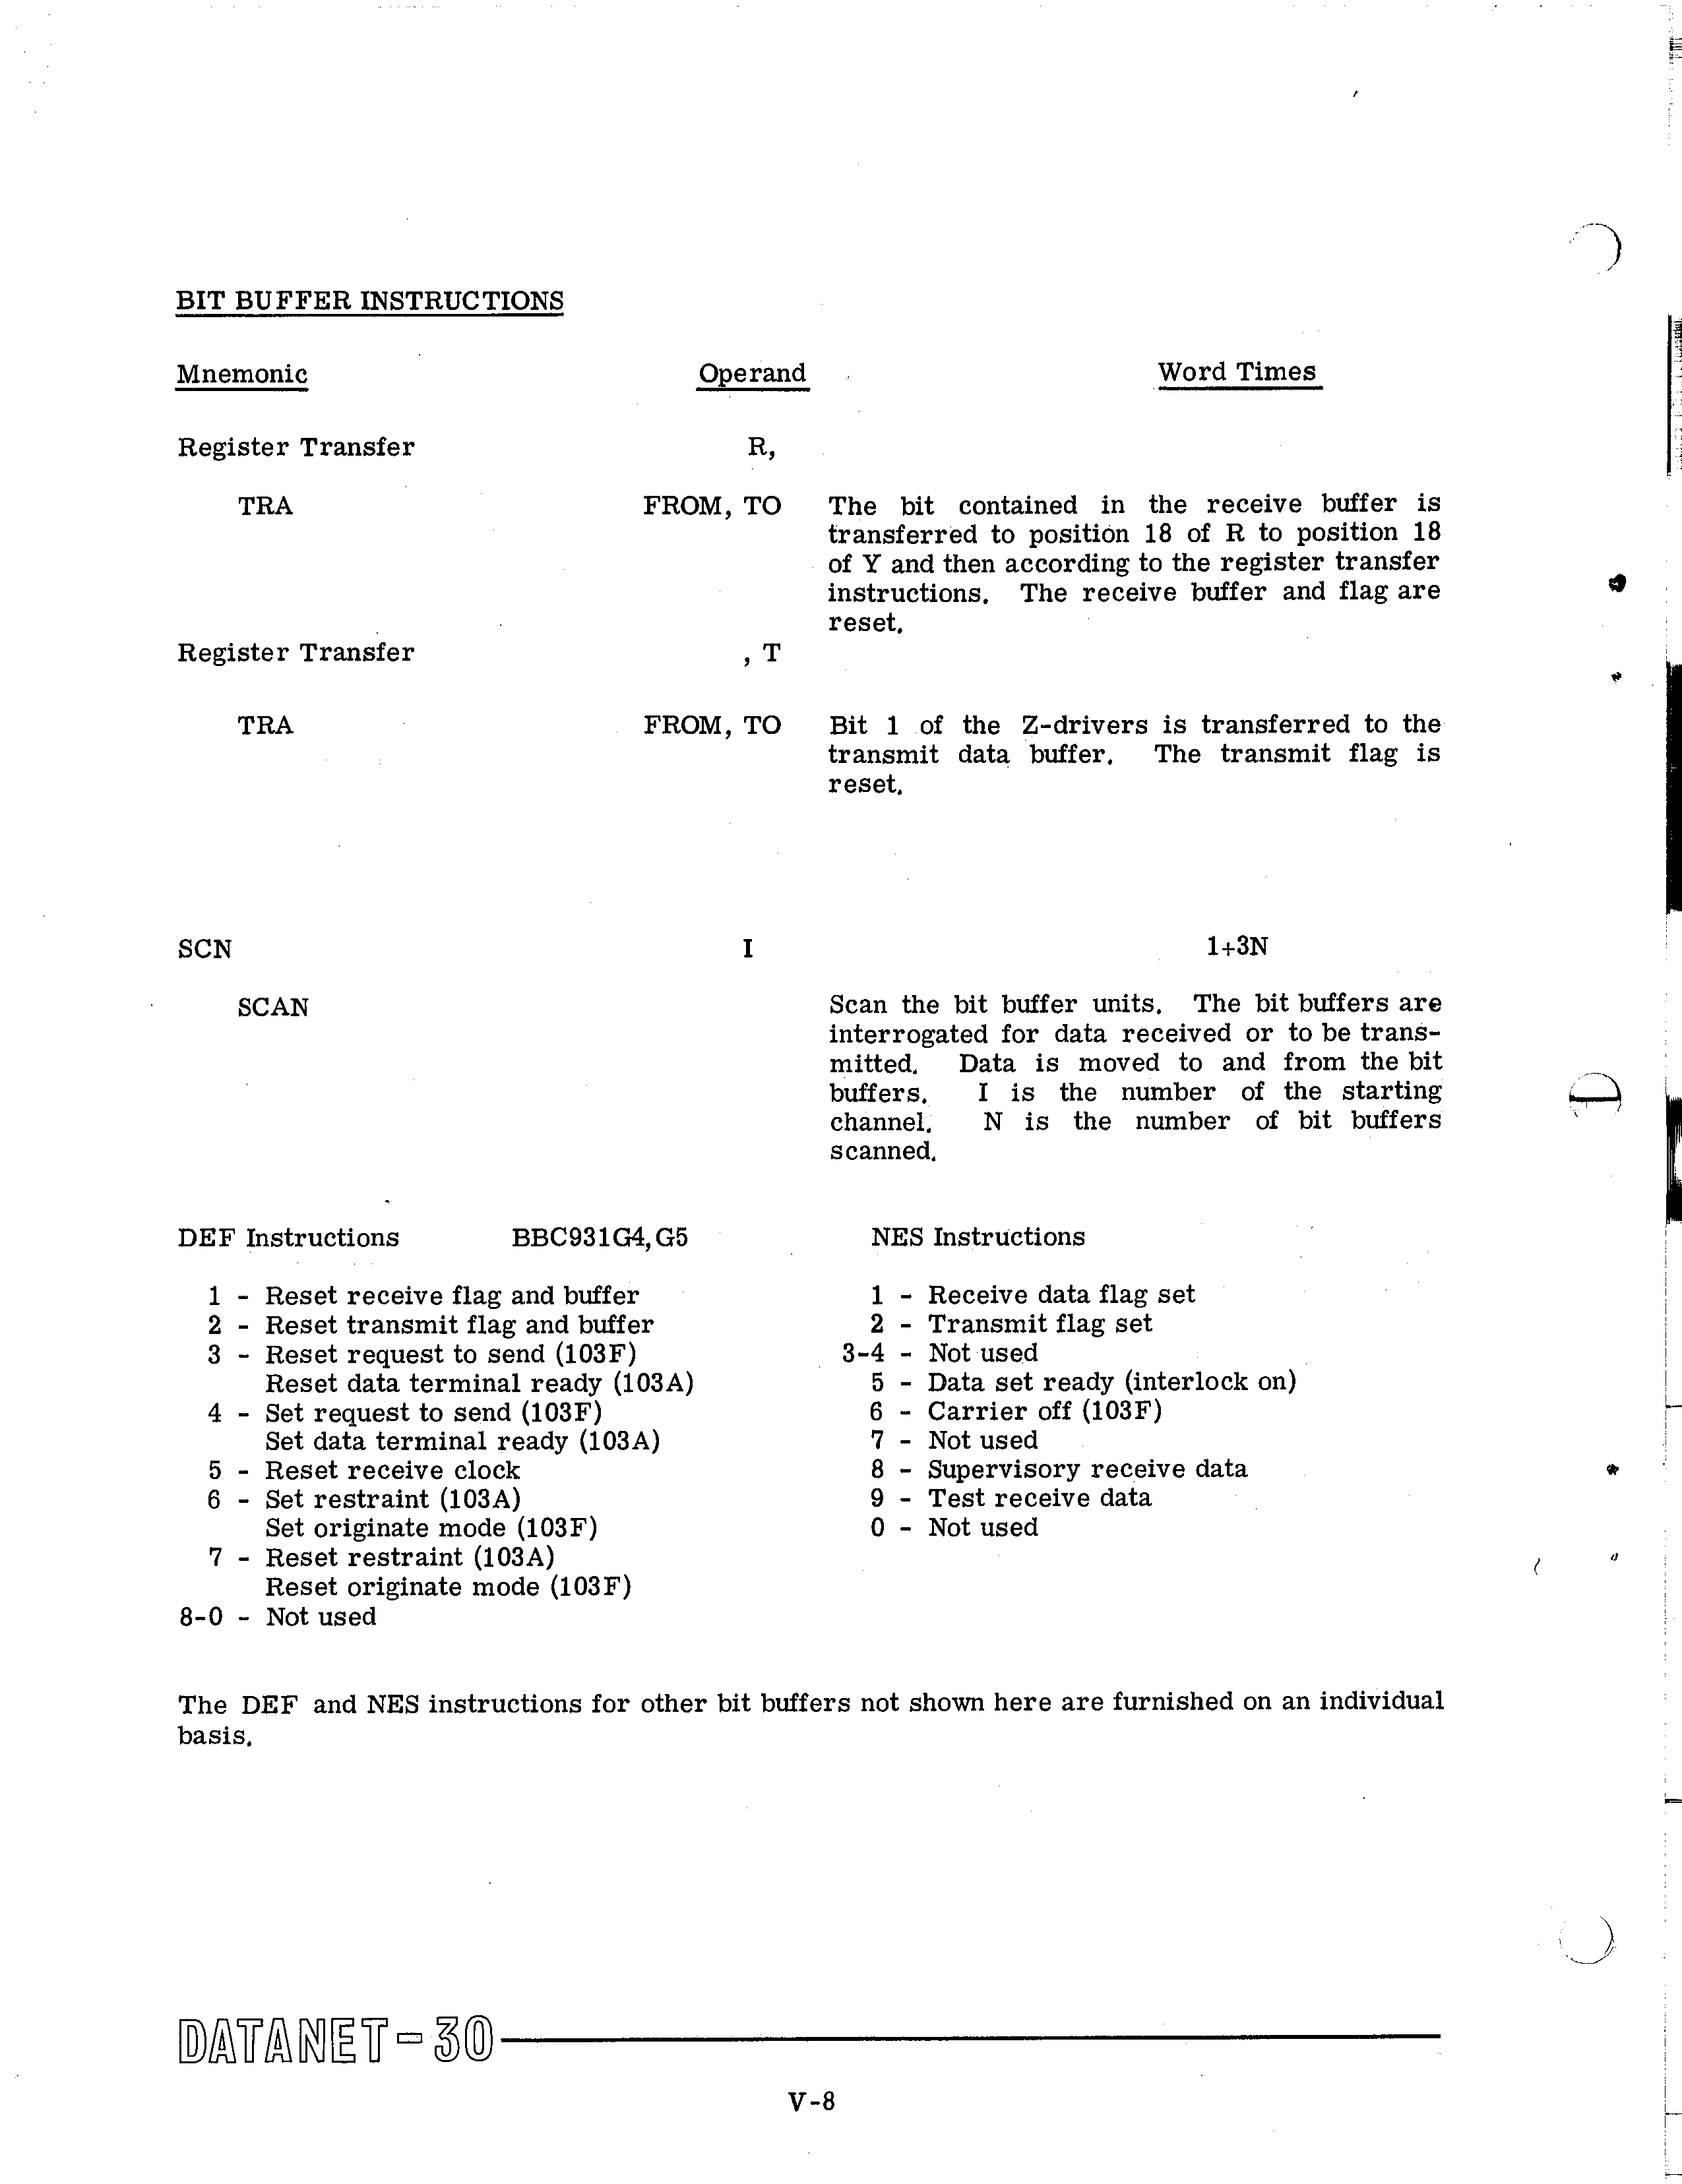 BIT BUFFER INSTRUCTIONS
Mnemonic Operand Word Times
Register Transfer R,
TRA FROM, TO The bit contained in the receive buffer is
transferred to position 18 of R to position 18
of Y and then according to the register transfer
instructions. The receive buffer and flag are
reset.
Register Transfer , T
TRA FROM, TO Bit 1 of the Z-drivers is transferred to the
transmit data buffer. The transmit flag is
reset.
SCN I 1+3N
SCAN Scan the bit buffer units. The bit buffers are
interrogated for data received or to be trans-
mitted. Data is moved to and from the bit
buffers. I is the number of the starting
channel. N is the number of bit buffers
scanned.
DEF Instructions BBC931G4,G5
1 - Reset receive flag and buffer
2 - Reset transmit flag and buffer
3 - Reset request to send (103F)
Reset data terminal ready (103A)
4 - Set request to send (103F)
Set data terminal ready (103A)
5 - Reset receive clock
6 - Set restraint (103A)
Set originate mode (103F)
7 - Reset restraint (103A)
Reset originate mode (103F)
8-0 - Not used
NES Instructions
1 - Receive data flag set
2 - Transmit flag set
3-4 - Not used
5 - Data set ready (interlock on)
6 - Carrier off (103F)
7 - Not used
8 - Supervisory receive data
9 - Test receive data
0 - Not used
The DEF and NES instructions for other bit buffers not shown here are furnished on an individual
basis.
DATANET-30
V-8